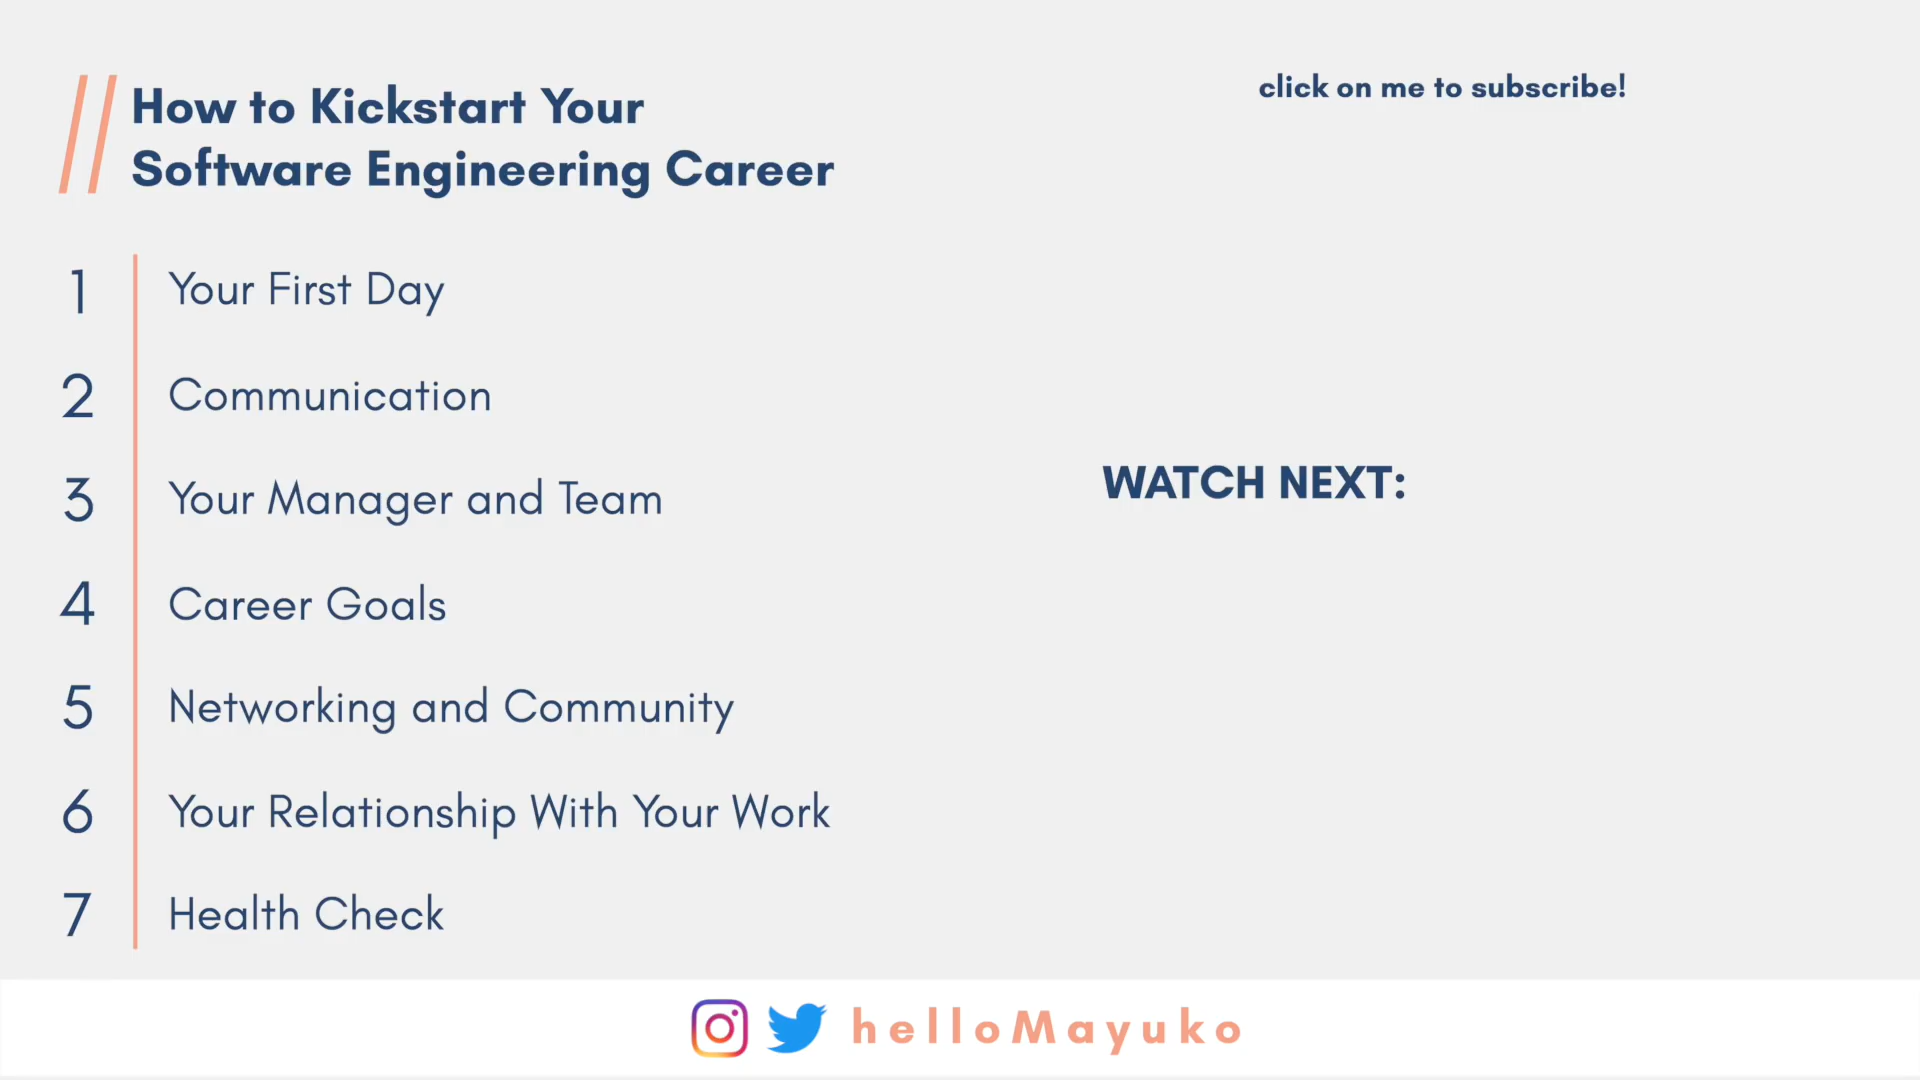 How to Kickstart Your
Software Engineering Career
click on me to subscribe!
1 Your First Day
2 Communication
3 Your Manager and Team
4 Career Goals
5 Networking and Community
6 Your Relationship With Your Work
7 Health Check
WATCH NEXT:
helloMayuko